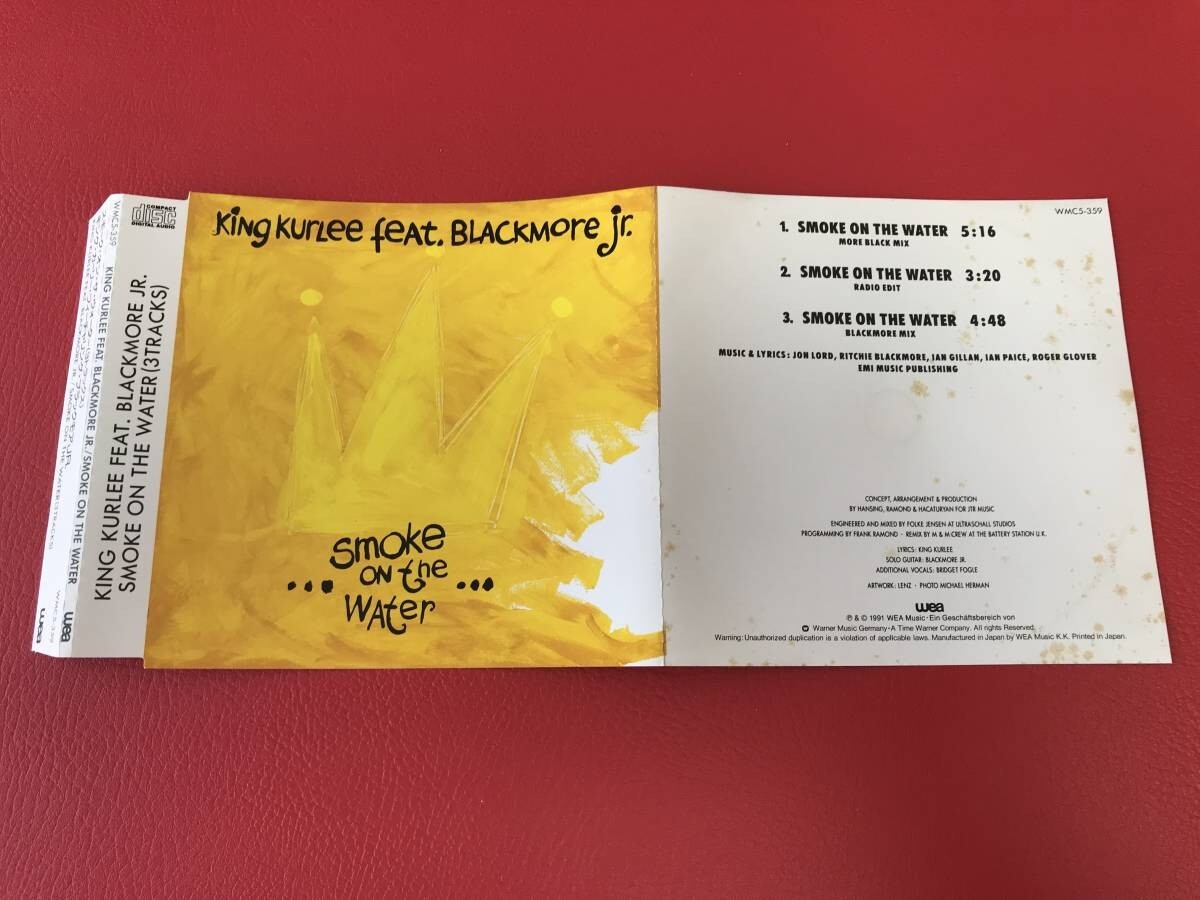 WMC5-359
COMPACT
disc
DIGITAL AUDIO
KING KURLEE FEAT. BLACKMORE JR.
SMOKE ON THE WATER(3TRACKS)
KING KURLEE FEAT. BLACKMORE JR./SMOKE ON THE WATER
wea
WMC5-359
wea
King Kurlee feat. Blackmore jr.
Smoke
on the
... ...
Water
WMC5-359
1. SMOKE ON THE WATER 5:16
MORE BLACK MIX
2. SMOKE ON THE WATER 3:20
RADIO EDIT
3. SMOKE ON THE WATER 4:48
BLACKMORE MIX
MUSIC & LYRICS: JON LORD, RITCHIE BLACKMORE, JAN GILLAN, IAN PAICE, ROGER GLOVER
EMI MUSIC PUBLISHING
CONCEPT, ARRANGEMENT & PRODUCTION
BY HANSING, RAMOND & HACATURYAN FOR JTR MUSIC
ENGINEERED AND MIXED BY FOLKE JENSEN AT ULTRASCHALL STUDIOS
PROGRAMMING BY FRANK RAMOND · REMIX BY M & M CREW AT THE BATTERY STATION U.K.
LYRICS: KING KURLEE
SOLO GUITAR: BLACKMORE JR.
ADDITIONAL VOCALS: BRIDGET FOGLE
ARTWORK: LENZ · PHOTO MICHAEL HERMAN
wea
℗ & © 1991 WEA Music · Ein Geschäftsbereich von
Warner Music Germany · A Time Warner Company. All rights Reserved.
Warning: Unauthorized duplication is a violation of applicable laws. Manufactured in Japan by WEA Music K.K. Printed in Japan.